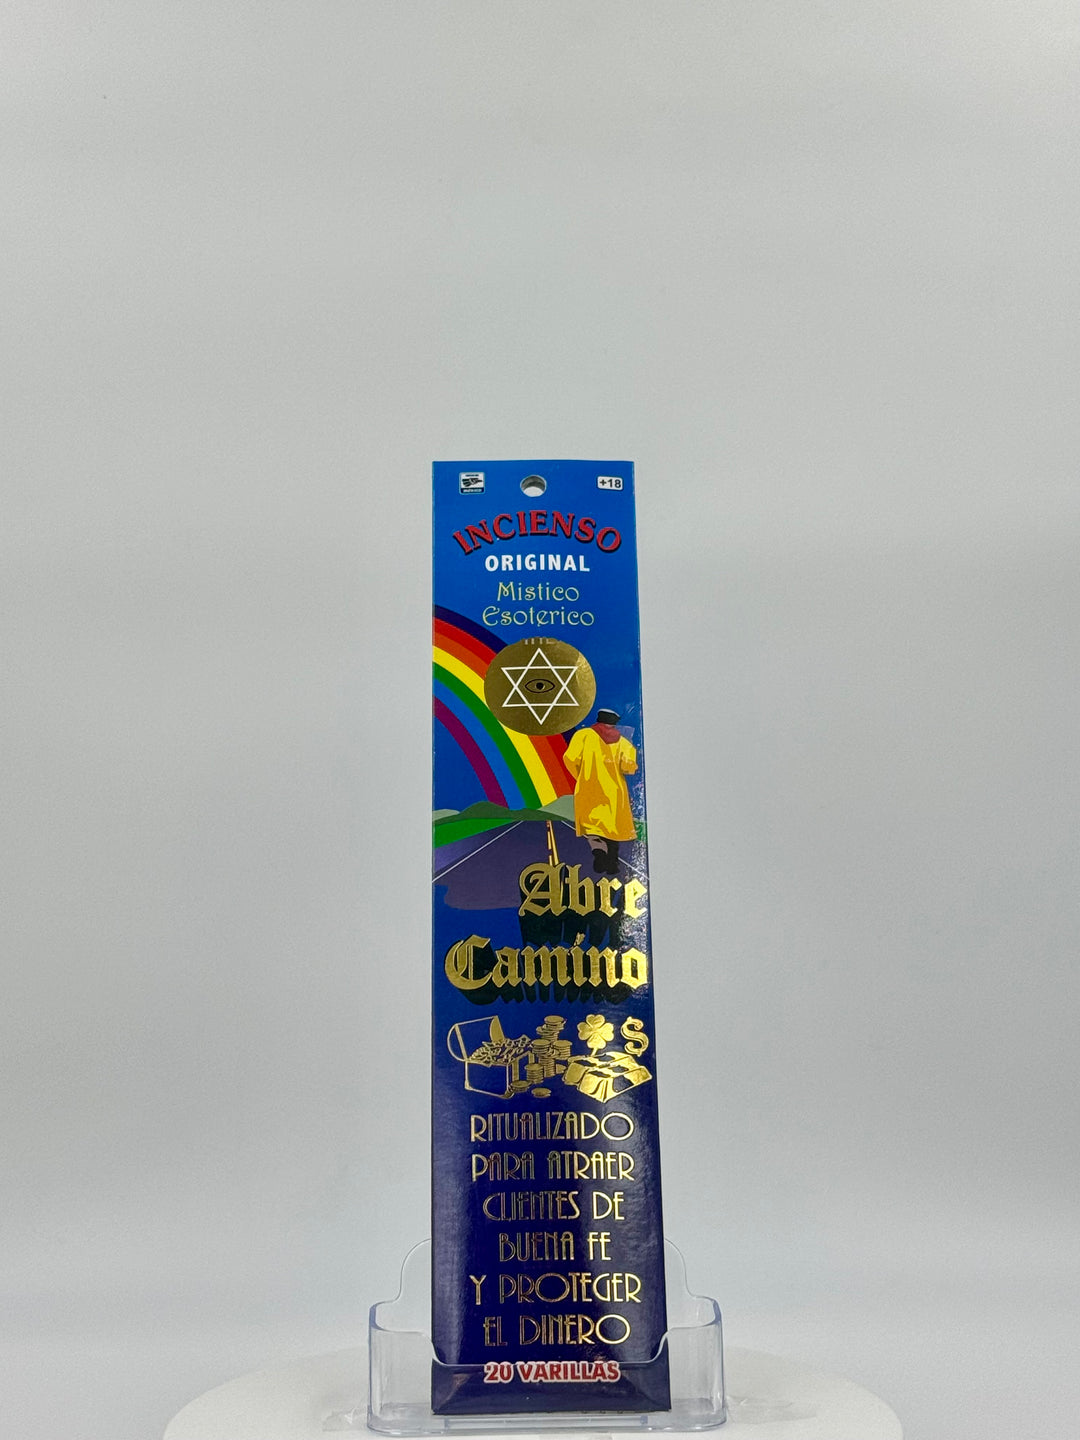 +18
INCIENSO
ORIGINAL
Mistico
Esoterico
Abre
Camino
$
RITUALIZADO
PARA ATRAER
CLIENTES DE
BUENA FE
Y PROTEGER
EL DINERO
20 VARILLAS